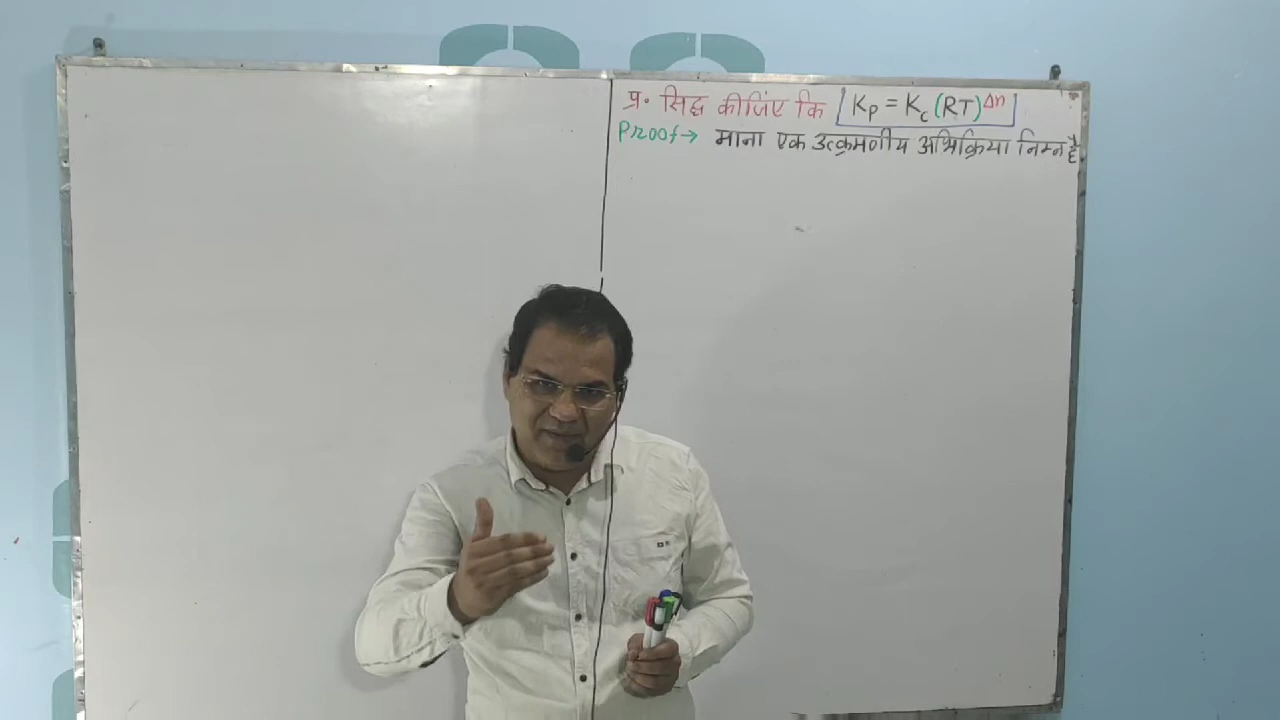 प्र. सिद्ध कीजिए कि Kp = Kc (RT)^Δn
Proof → माना एक उत्क्रमणीय अभिक्रिया निम्न है